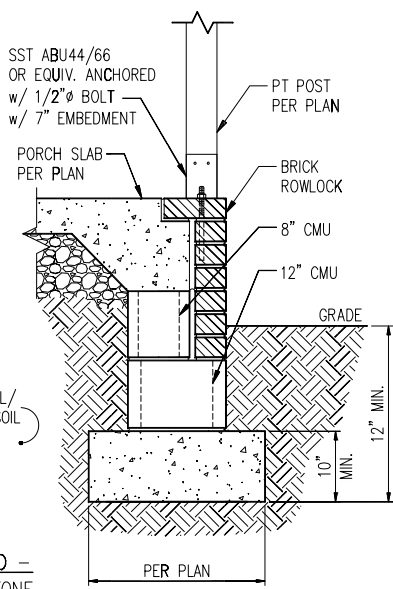 SST ABU44/66
OR EQUIV. ANCHORED
w/ 1/2"ø BOLT
w/ 7" EMBEDMENT
PT POST
PER PLAN
PORCH SLAB
PER PLAN
BRICK
ROWLOCK
8" CMU
12" CMU
GRADE
12" MIN.
10"
MIN.
PER PLAN